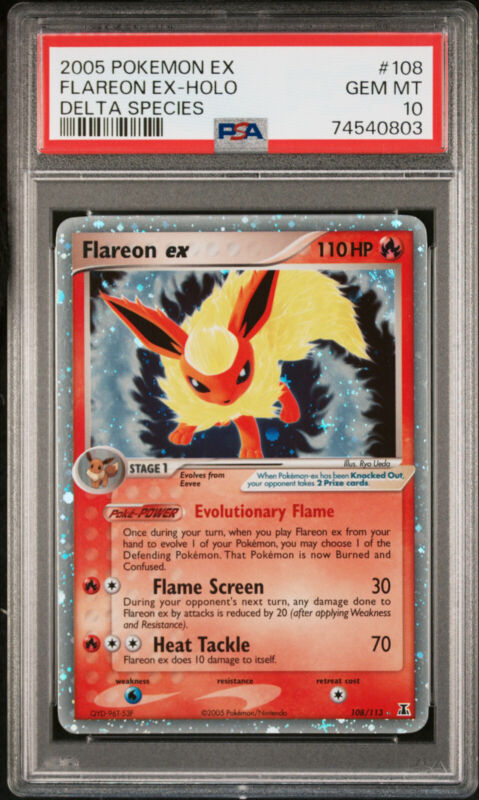 2005 POKEMON EX #108
FLAREON EX-HOLO GEM MT
DELTA SPECIES 10
PSA 74540803
Flareon ex 110 HP
Illus. Ryo Ueda
STAGE 1
Evolves from
Eevee
When Pokémon-ex has been Knocked Out,
your opponent takes 2 Prize cards.
Poké-POWER Evolutionary Flame
Once during your turn, when you play Flareon ex from your
hand to evolve 1 of your Pokémon, you may choose 1 of the
Defending Pokémon. That Pokémon is now Burned and
Confused.
Flame Screen 30
During your opponent's next turn, any damage done to
Flareon ex by attacks is reduced by 20 (after applying Weakness
and Resistance).
Heat Tackle 70
Flareon ex does 10 damage to itself.
weakness resistance retreat cost
QYD-961-53F ©2005 Pokémon/Nintendo 108/113